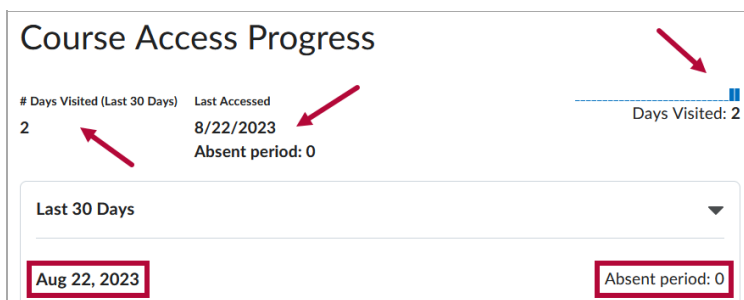 Course Access Progress
# Days Visited (Last 30 Days) Last Accessed
2 8/22/2023
Absent period: 0
Days Visited: 2
Last 30 Days
Aug 22, 2023 Absent period: 0